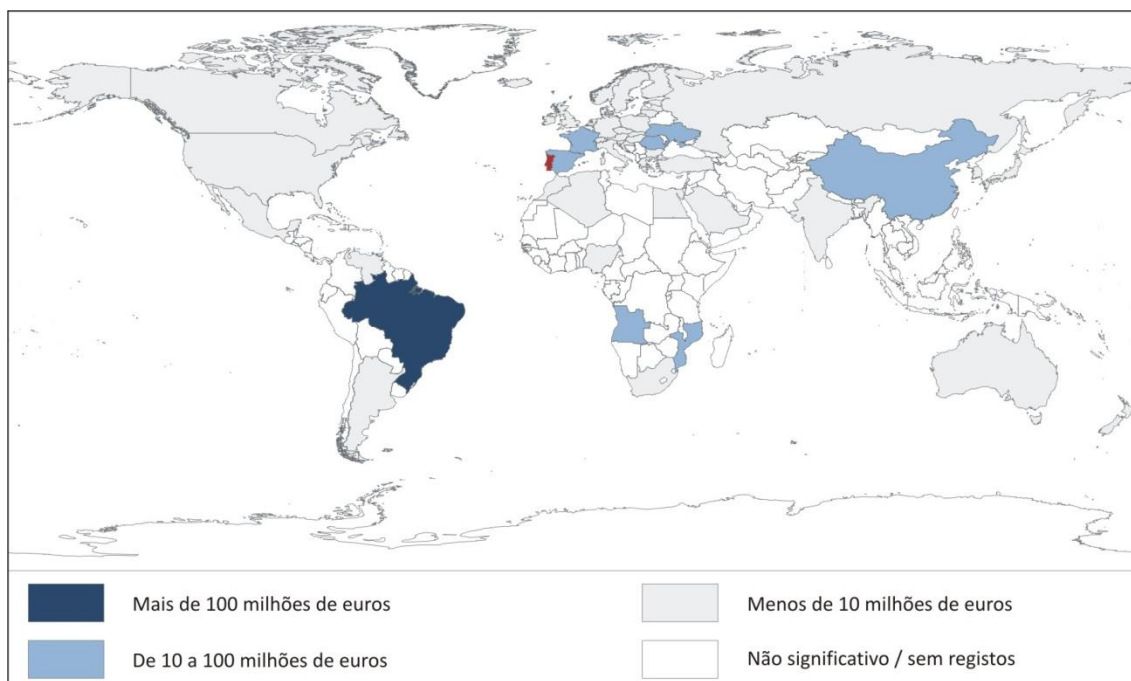 Mais de 100 milhões de euros
De 10 a 100 milhões de euros
Menos de 10 milhões de euros
Não significativo / sem registos